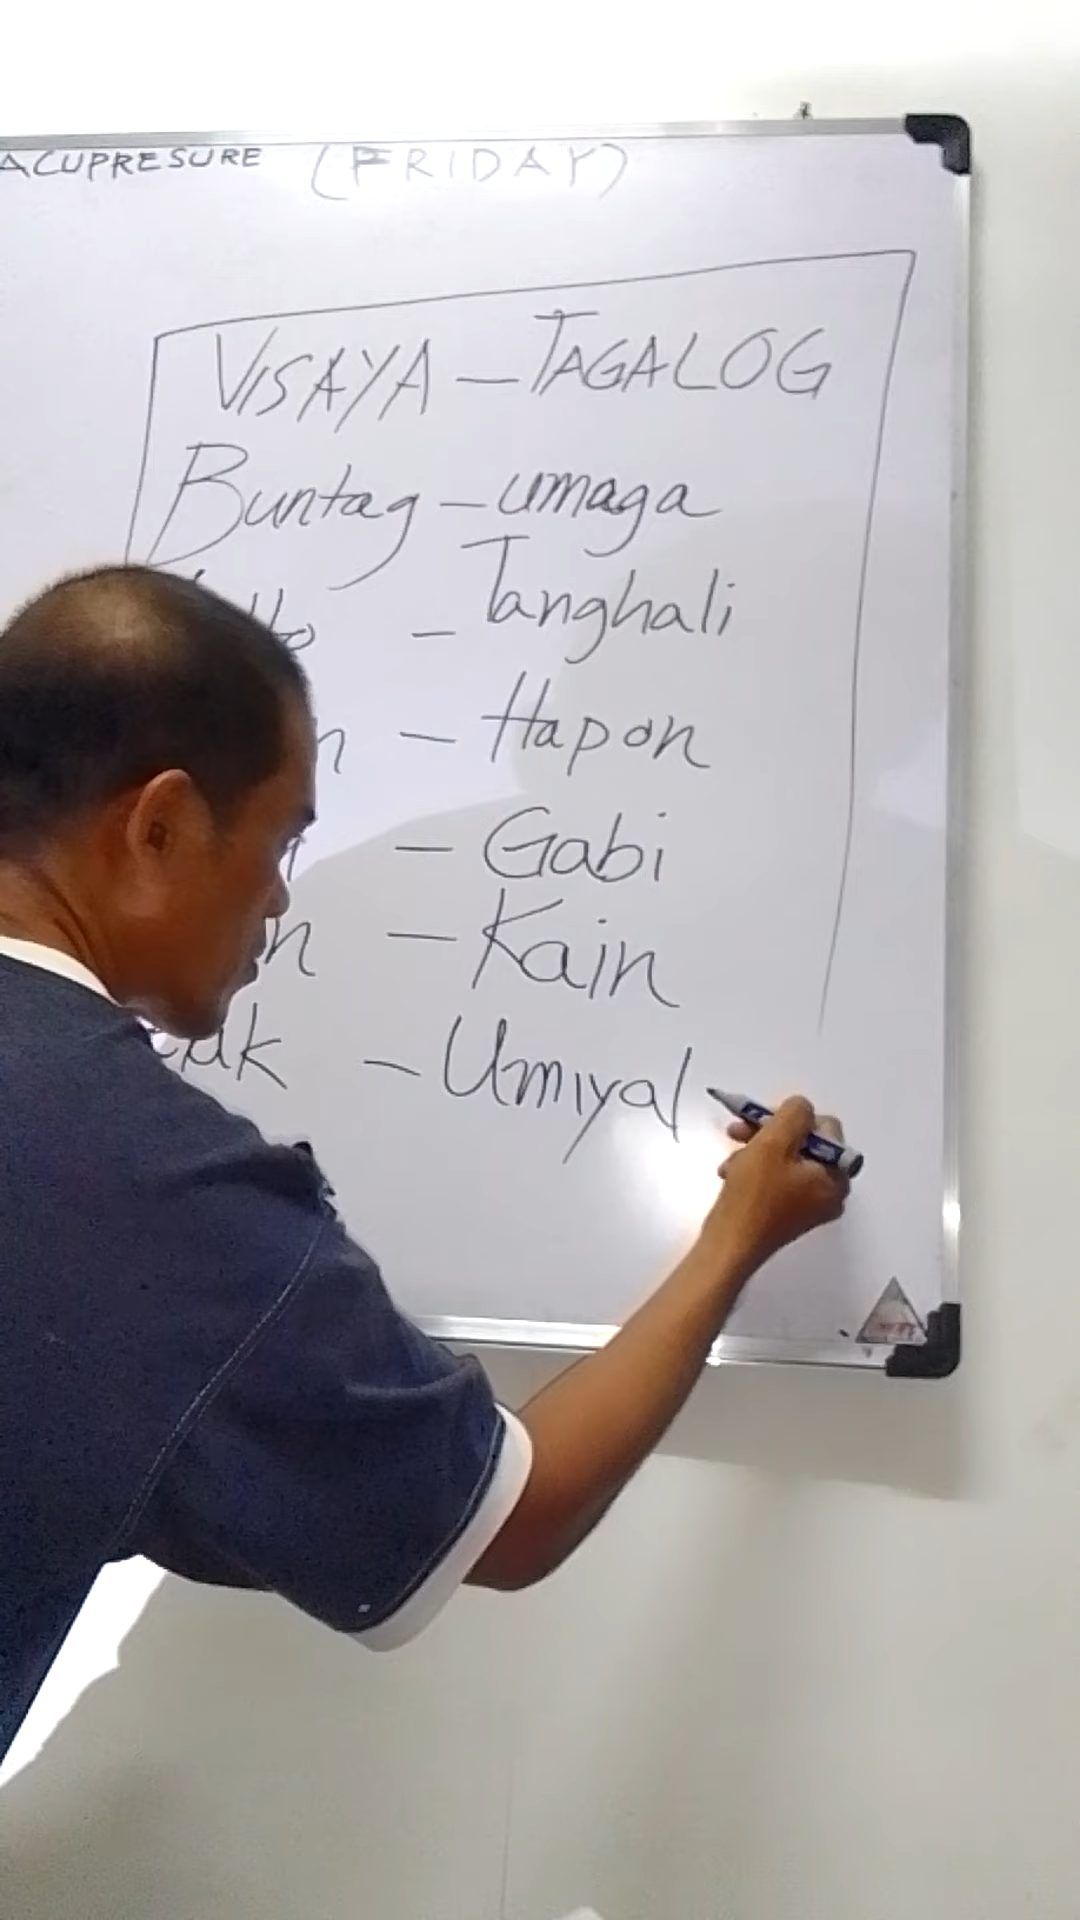 ACUPRESURE (FRIDAY)
VISAYA - TAGALOG
Buntag - umaga
- Tanghali
- Hapon
- Gabi
- Kain
- Umiyal